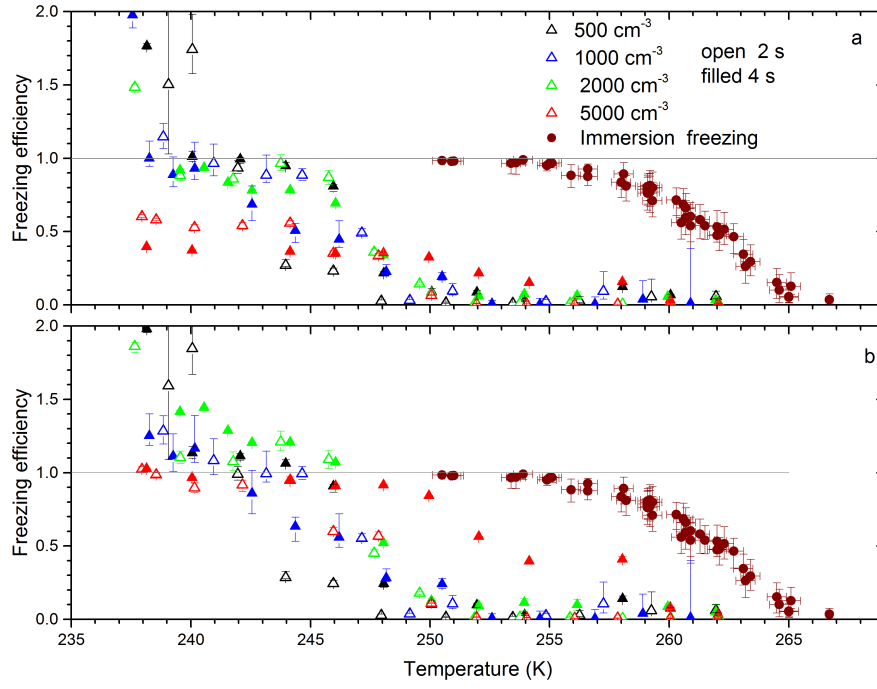 2.0
a
500 cm⁻³
1000 cm⁻³
open 2 s
2000 cm⁻³
filled 4 s
5000 cm⁻³
Immersion freezing
1.5
1.0
0.5
0.0
Freezing efficiency
2.0
b
1.5
1.0
0.5
0.0
Freezing efficiency
235 240 245 250 255 260 265
Temperature (K)